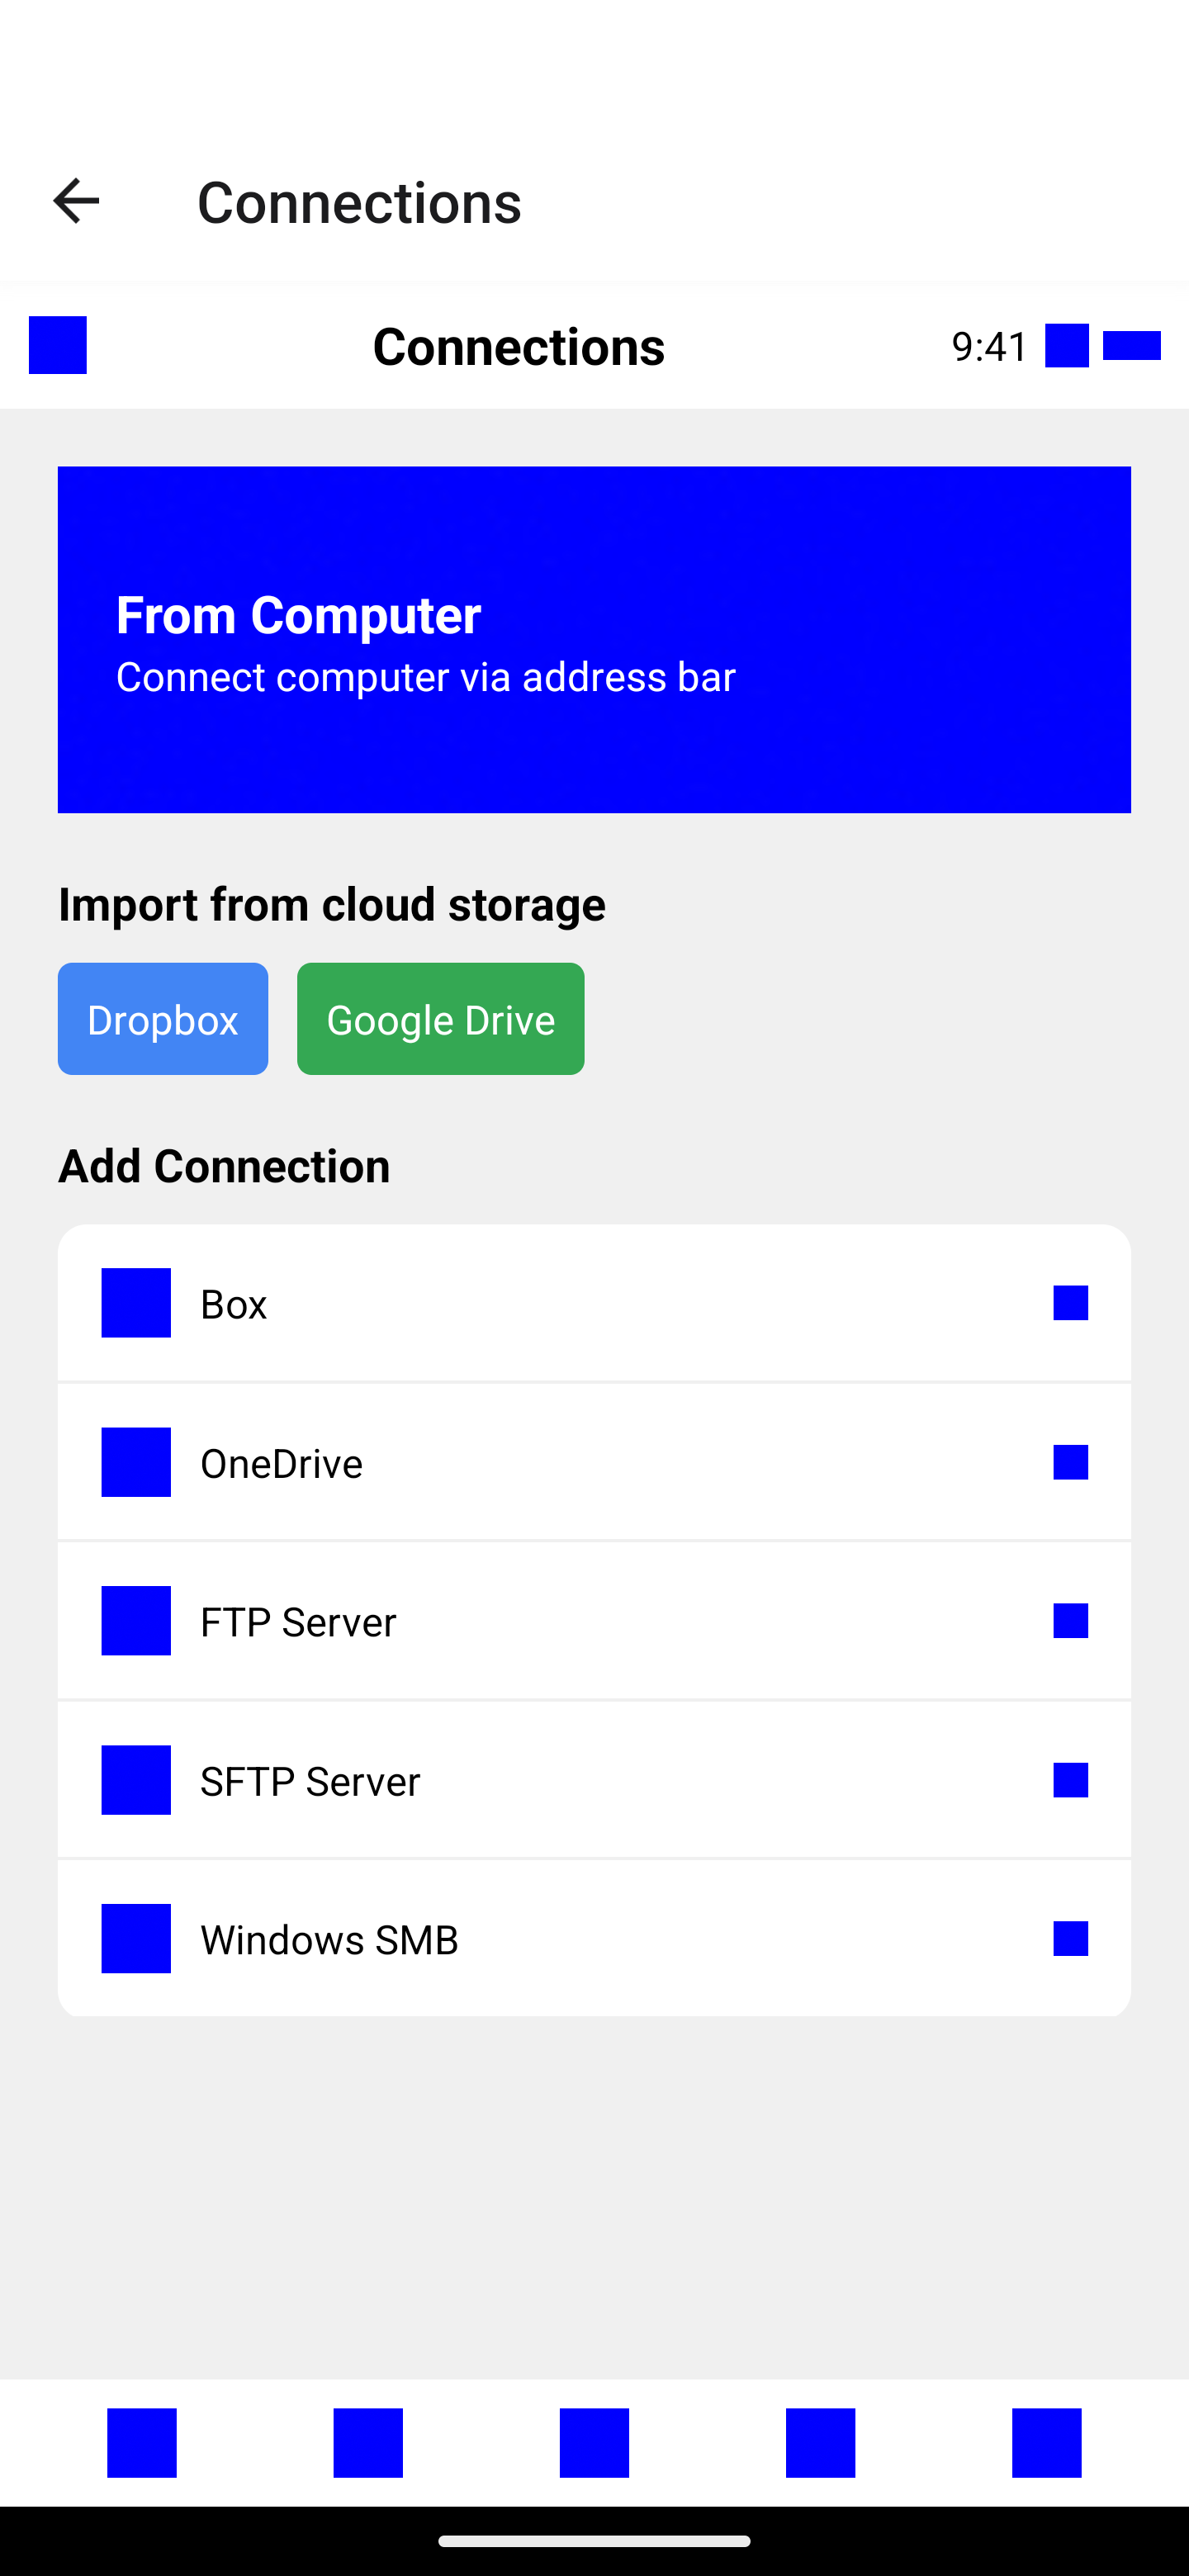 Connections
Connections
9:41
From Computer
Connect computer via address bar
Import from cloud storage
Dropbox
Google Drive
Add Connection
Box
OneDrive
FTP Server
SFTP Server
Windows SMB